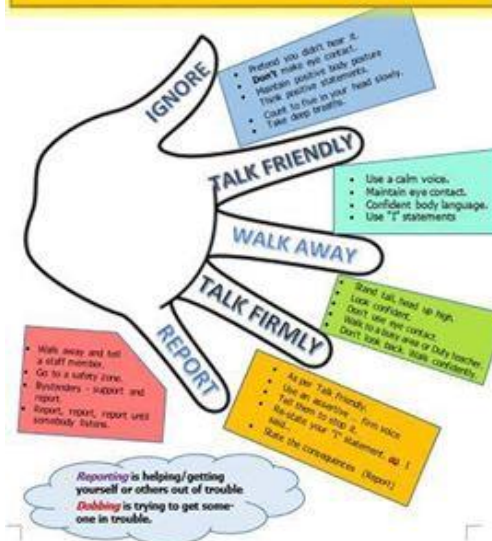 IGNORE
Pretend you didn't hear it.
Don't make eye contact.
Maintain positive body posture
Think positive statements.
Count to five in your head slowly.
Take deep breaths.
TALK FRIENDLY
Use a calm voice.
Maintain eye contact.
Confident body language.
Use "I" statements
WALK AWAY
Stand tall, head up high.
Look confident.
Don't use eye contact.
Walk to a busy area or Duty teacher.
Don't look back. Walk confidently.
TALK FIRMLY
As per Talk Friendly.
Use an assertive - firm voice
Tell them to stop it.
Re-state your "I" statement. eg I
said..
State the consequences (Report)
REPORT
Walk away and tell
a staff member.
Go to a safety zone.
Bystanders - support and
report.
Report, report, report until
somebody listens.
Reporting is helping/getting
yourself or others out of trouble
Dobbing is trying to get some-
one in trouble.